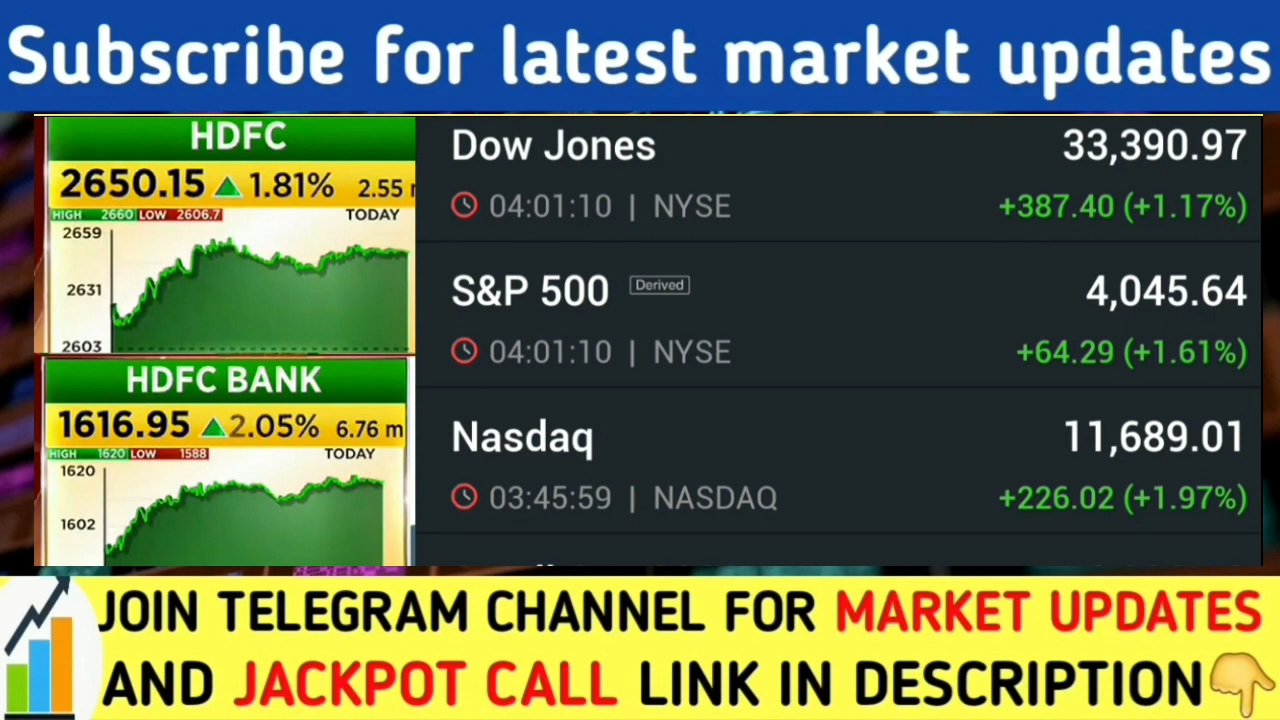 Subscribe for latest market updates
HDFC
2650.15 1.81% 2.55
HIGH 2660 LOW 2606.7 TODAY
2659
2631
2603
HDFC BANK
1616.95 2.05% 6.76 m
HIGH 1620 LOW 1588 TODAY
1620
1602
Dow Jones 33,390.97
04:01:10 | NYSE +387.40 (+1.17%)
S&P 500 Derived 4,045.64
04:01:10 | NYSE +64.29 (+1.61%)
Nasdaq 11,689.01
03:45:59 | NASDAQ +226.02 (+1.97%)
JOIN TELEGRAM CHANNEL FOR MARKET UPDATES
AND JACKPOT CALL LINK IN DESCRIPTION👇